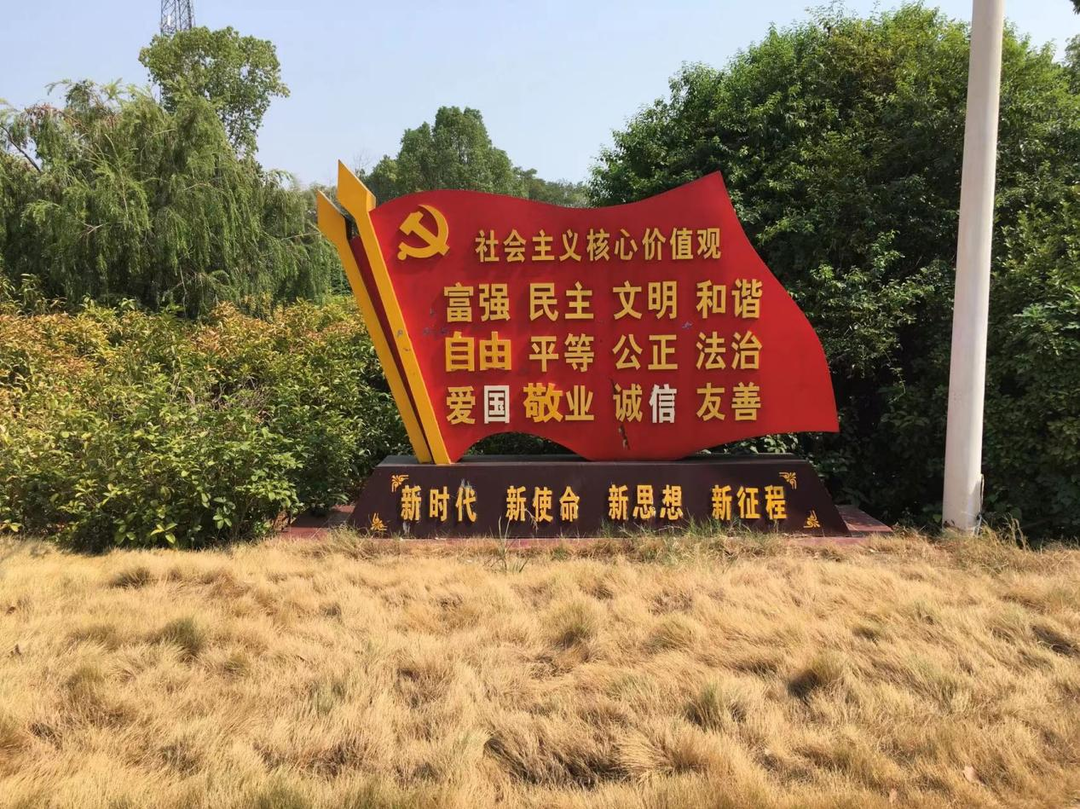 社会主义核心价值观
富强 民主 文明 和谐
自由 平等 公正 法治
爱国 敬业 诚信 友善
新时代 新使命 新思想 新征程